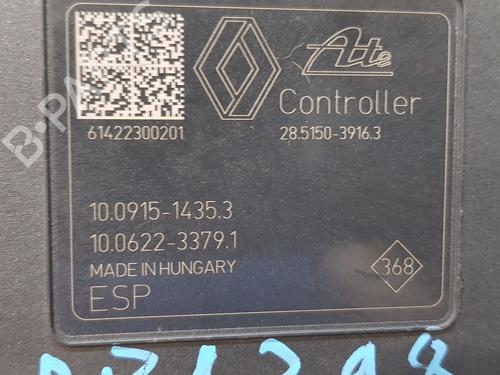 Ate
Controller
61422300201
28.5150-3916.3
10.0915-1435.3
10.0622-3379.1
MADE IN HUNGARY
368
ESP
B-PARTS